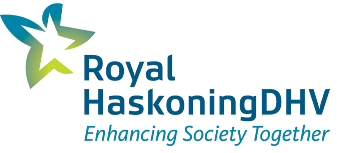 Royal
HaskoningDHV
Enhancing Society Together